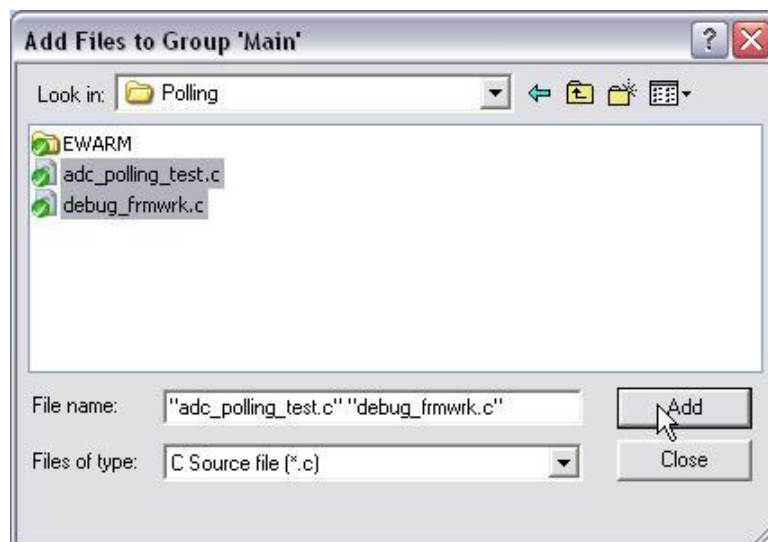 Add Files to Group 'Main'
Look in: Polling
EWARM
adc_polling_test.c
debug_frmwrk.c
File name: "adc_polling_test.c" "debug_frmwrk.c" Add
Files of type: C Source file (*.c) Close